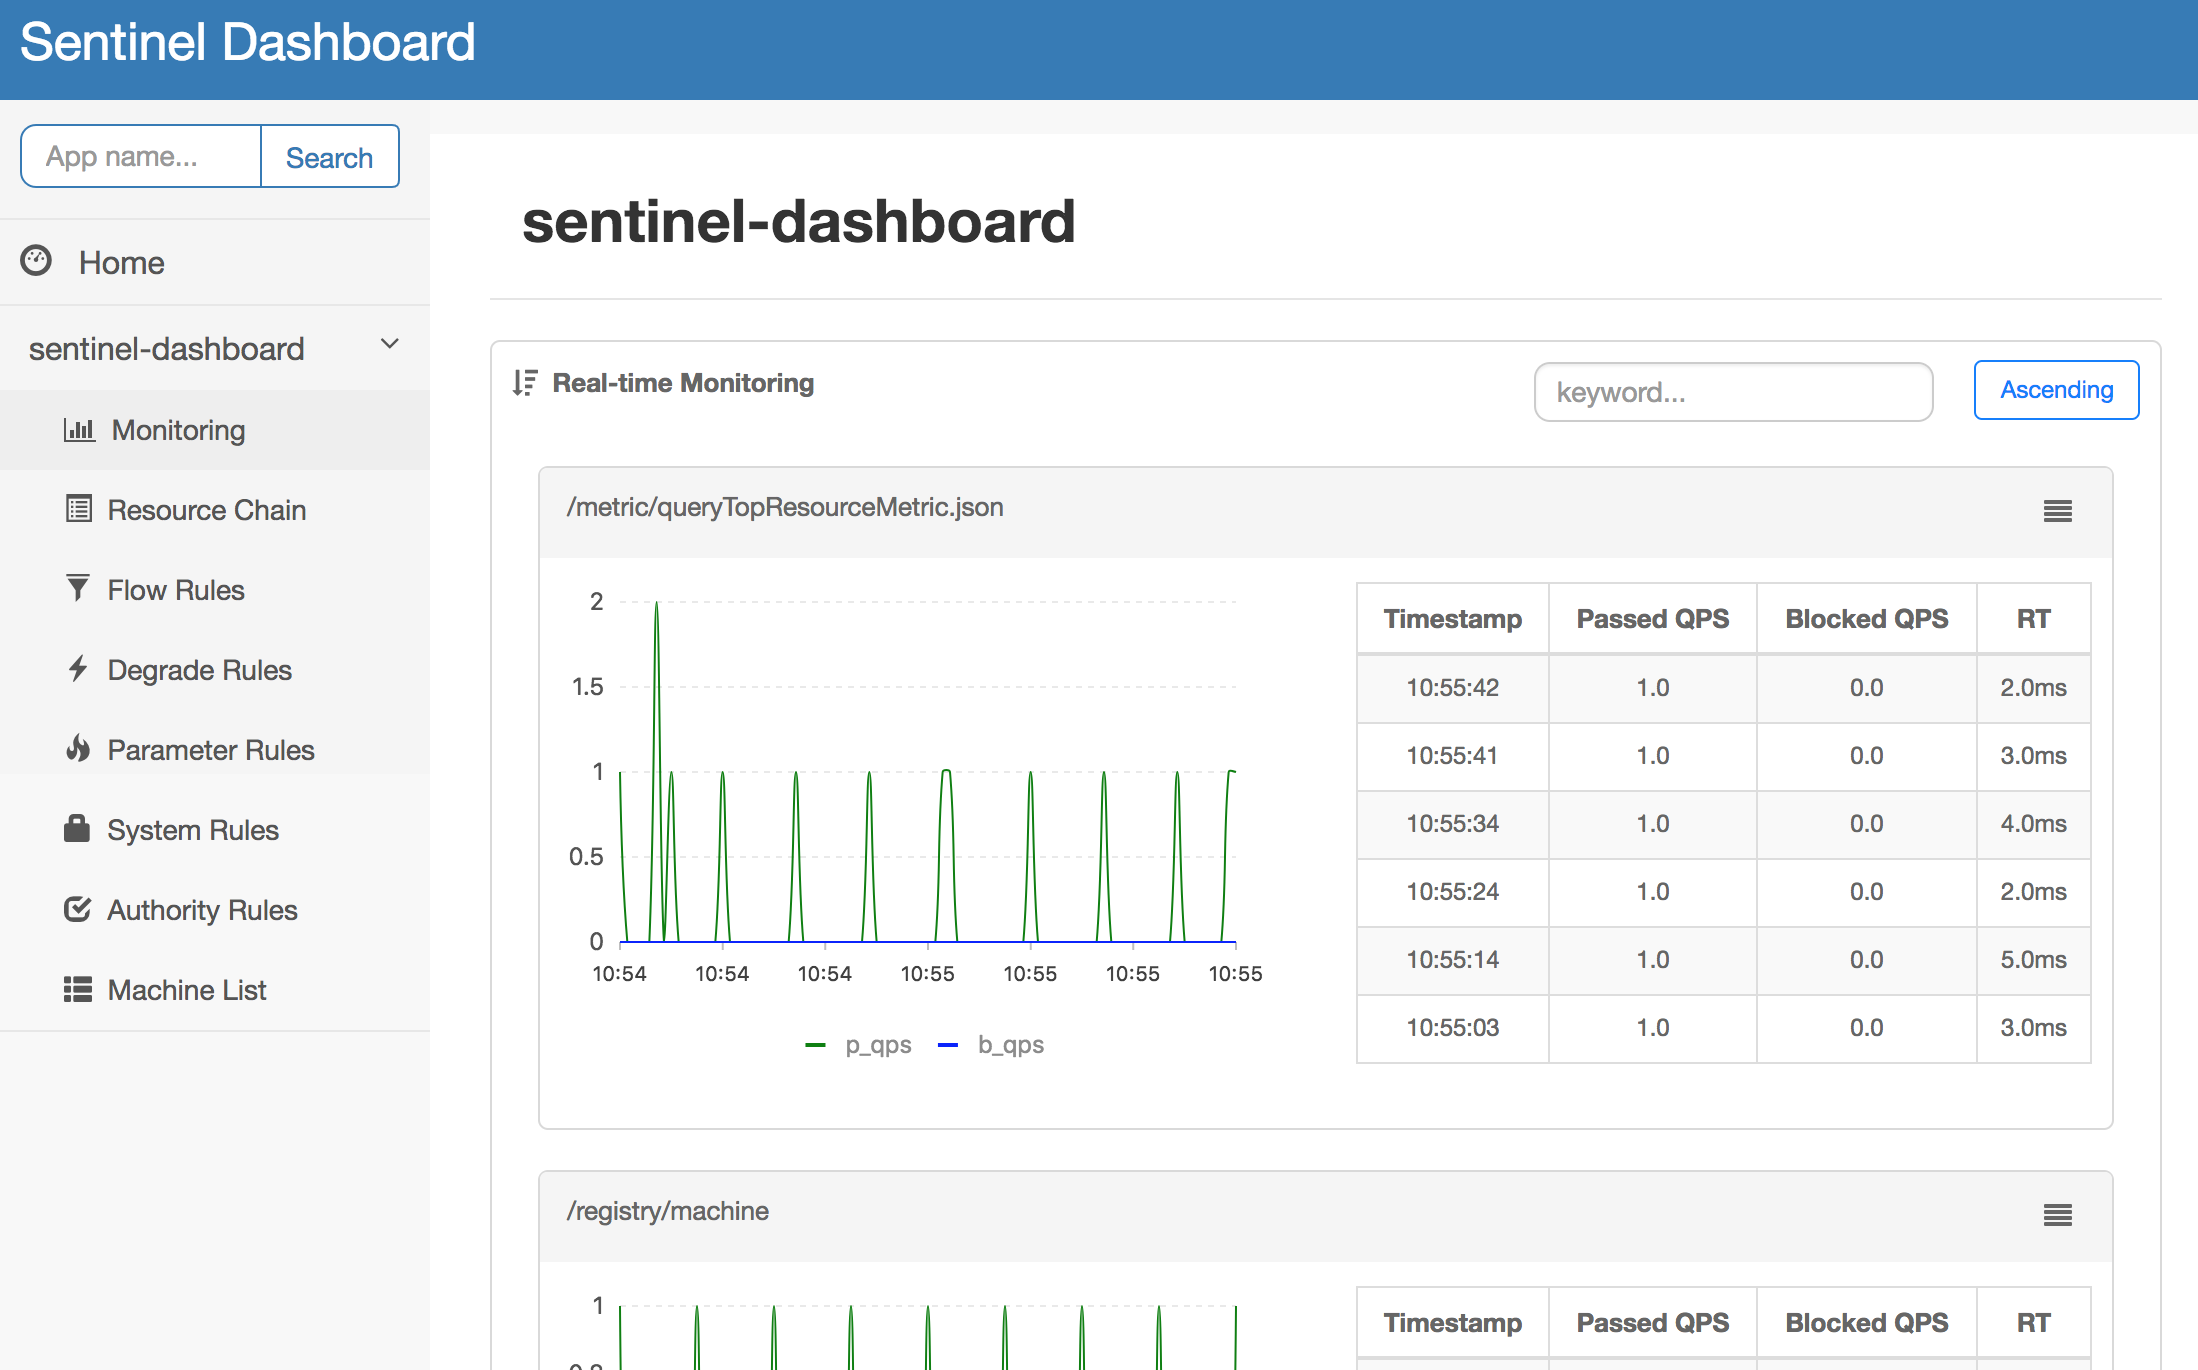 Sentinel Dashboard
App name...
Search
Home
sentinel-dashboard
Monitoring
Resource Chain
Flow Rules
Degrade Rules
Parameter Rules
System Rules
Authority Rules
Machine List
sentinel-dashboard
Real-time Monitoring
keyword...
Ascending
/metric/queryTopResourceMetric.json
2
1.5
1
0.5
0
10:54 10:54 10:54 10:55 10:55 10:55 10:55
p_qps b_qps
Timestamp Passed QPS Blocked QPS RT
10:55:42 1.0 0.0 2.0ms
10:55:41 1.0 0.0 3.0ms
10:55:34 1.0 0.0 4.0ms
10:55:24 1.0 0.0 2.0ms
10:55:14 1.0 0.0 5.0ms
10:55:03 1.0 0.0 3.0ms
/registry/machine
1
Timestamp Passed QPS Blocked QPS RT